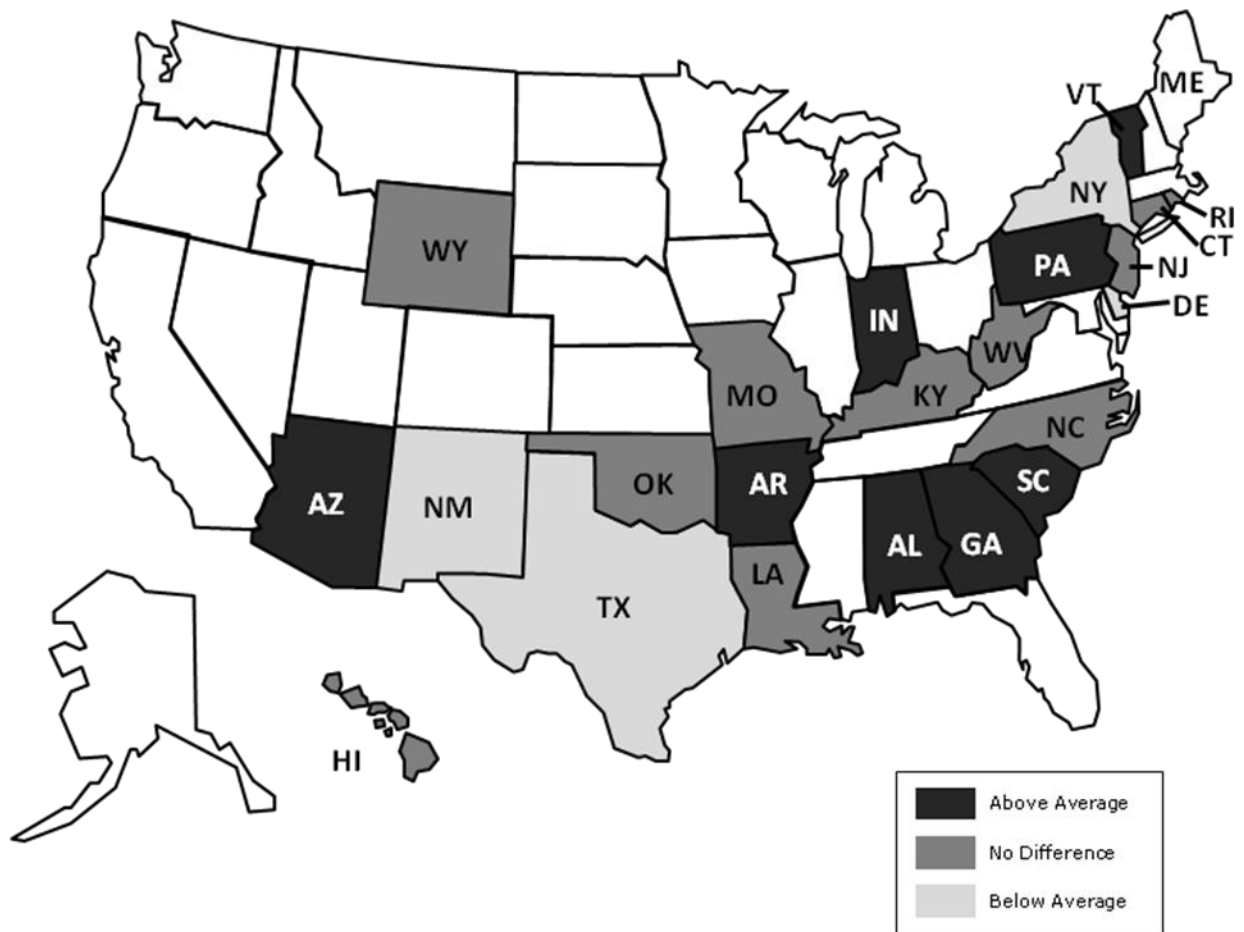 ME
VT
NY
WY
RI
CT
PA
NJ
DE
IN
WV
MO
KY
NC
OK
AR
SC
AZ
NM
AL
GA
LA
TX
HI
Above Average
No Difference
Below Average